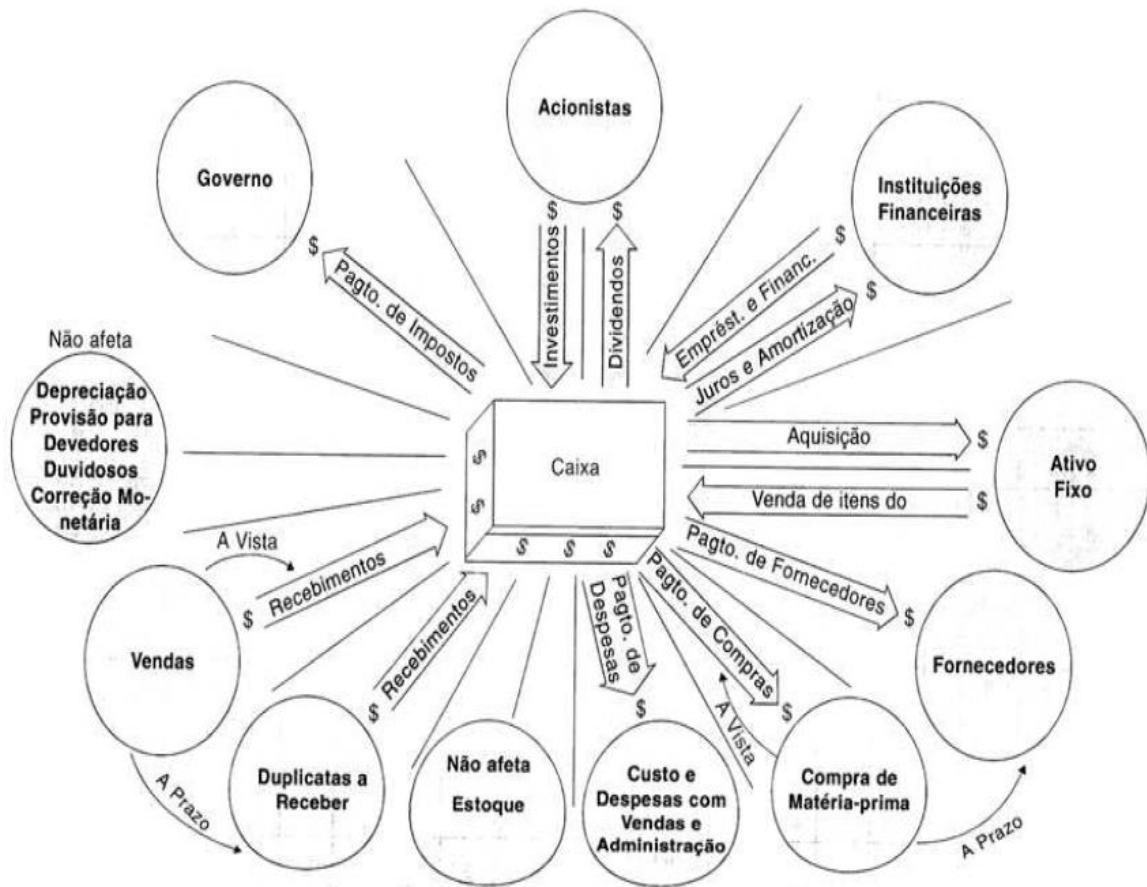 Acionistas
Governo
Instituições
Financeiras
$
$
$
$
$
Investimentos
Dividendos
Emprést. e Financ.
Juros e Amortização
Pagto. de Impostos
Não afeta
Depreciação
Provisão para
Devedores
Duvidosos
Correção Mo-
netária
Caixa
$
$
$ $ $
Aquisição
$
Venda de itens do
$
Ativo
Fixo
A Vista
Recebimentos
$
Vendas
A Prazo
Recebimentos
$
Duplicatas a
Receber
Não afeta
Estoque
Pagto. de
Despesas
$
Custo e
Despesas com
Vendas e
Administração
Pagto. de Compras
$
A Vista
Compra de
Matéria-prima
A Prazo
Pagto. de Fornecedores
$
Fornecedores